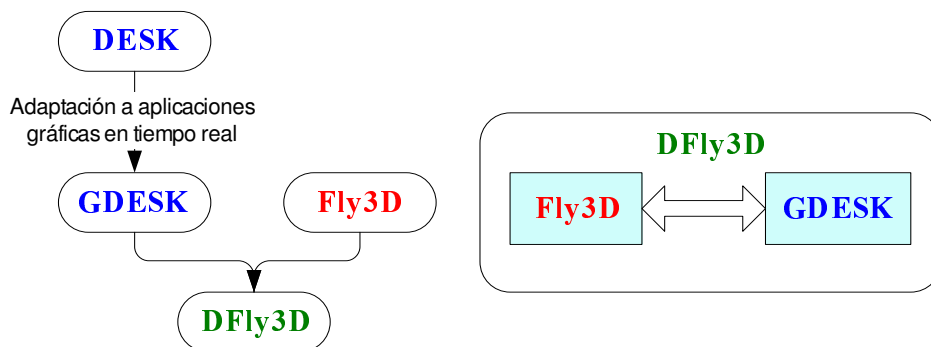 DESK
Adaptación a aplicaciones
gráficas en tiempo real
GDESK
Fly3D
DFly3D
DFly3D
Fly3D
GDESK